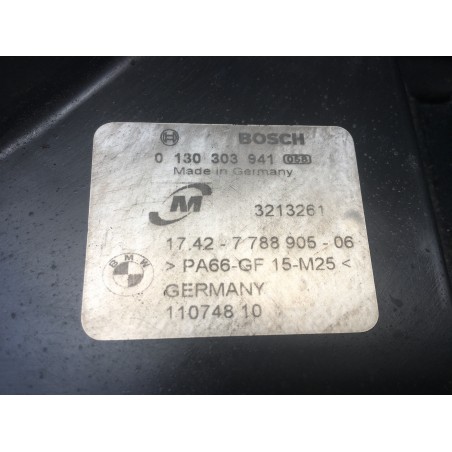 BOSCH
0 130 303 941 053
Made in Germany
M
3213261
17.42 - 7 788 905 - 06
BMW
> PA66-GF 15-M25 <
GERMANY
110748 10